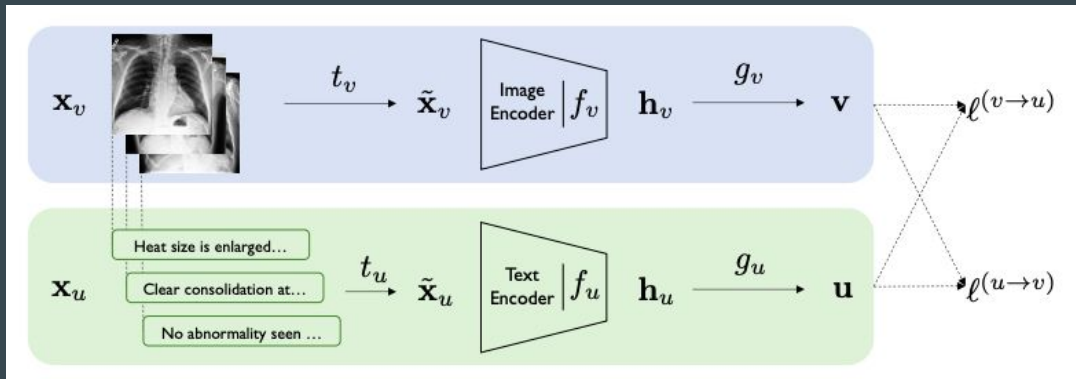 x_v
t_v
x̃_v
Image
Encoder
f_v
h_v
g_v
v
ℓ^(v→u)
Heat size is enlarged…
Clear consolidation at…
No abnormality seen …
x_u
t_u
x̃_u
Text
Encoder
f_u
h_u
g_u
u
ℓ^(u→v)